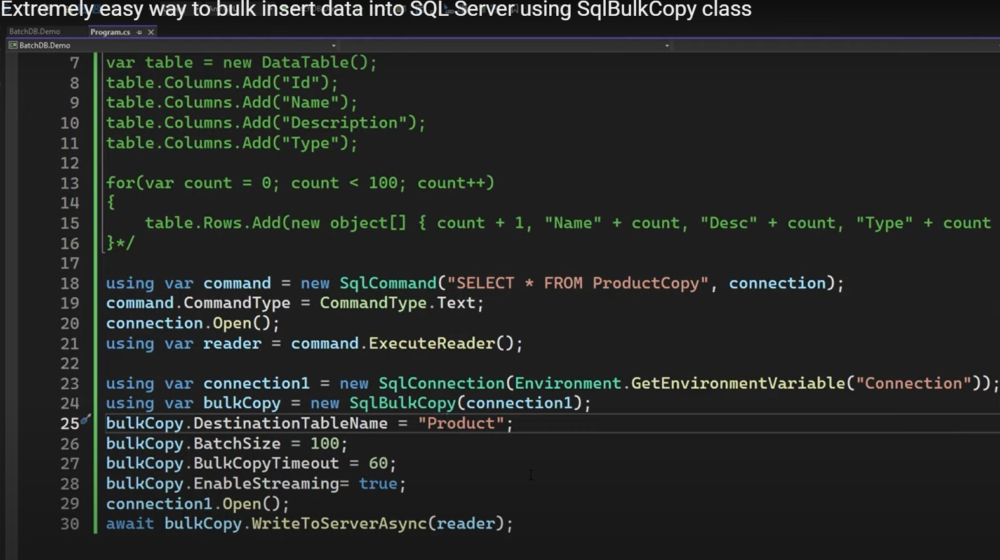 Extremely easy way to bulk insert data into SQL Server using SqlBulkCopy class
BatchDB.Demo
Program.cs
BatchDB.Demo
7 var table = new DataTable();
8 table.Columns.Add("Id");
9 table.Columns.Add("Name");
10 table.Columns.Add("Description");
11 table.Columns.Add("Type");
12
13 for(var count = 0; count < 100; count++)
14 {
15 table.Rows.Add(new object[] { count + 1, "Name" + count, "Desc" + count, "Type" + count
16 }*/
17
18 using var command = new SqlCommand("SELECT * FROM ProductCopy", connection);
19 command.CommandType = CommandType.Text;
20 connection.Open();
21 using var reader = command.ExecuteReader();
22
23 using var connection1 = new SqlConnection(Environment.GetEnvironmentVariable("Connection"));
24 using var bulkCopy = new SqlBulkCopy(connection1);
25 bulkCopy.DestinationTableName = "Product";
26 bulkCopy.BatchSize = 100;
27 bulkCopy.BulkCopyTimeout = 60;
28 bulkCopy.EnableStreaming= true;
29 connection1.Open();
30 await bulkCopy.WriteToServerAsync(reader);